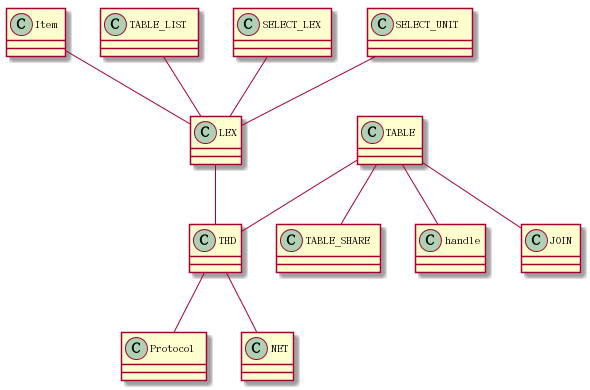 C Item
C TABLE_LIST
C SELECT_LEX
C SELECT_UNIT
C LEX
C TABLE
C THD
C TABLE_SHARE
C handle
C JOIN
C Protocol
C NET